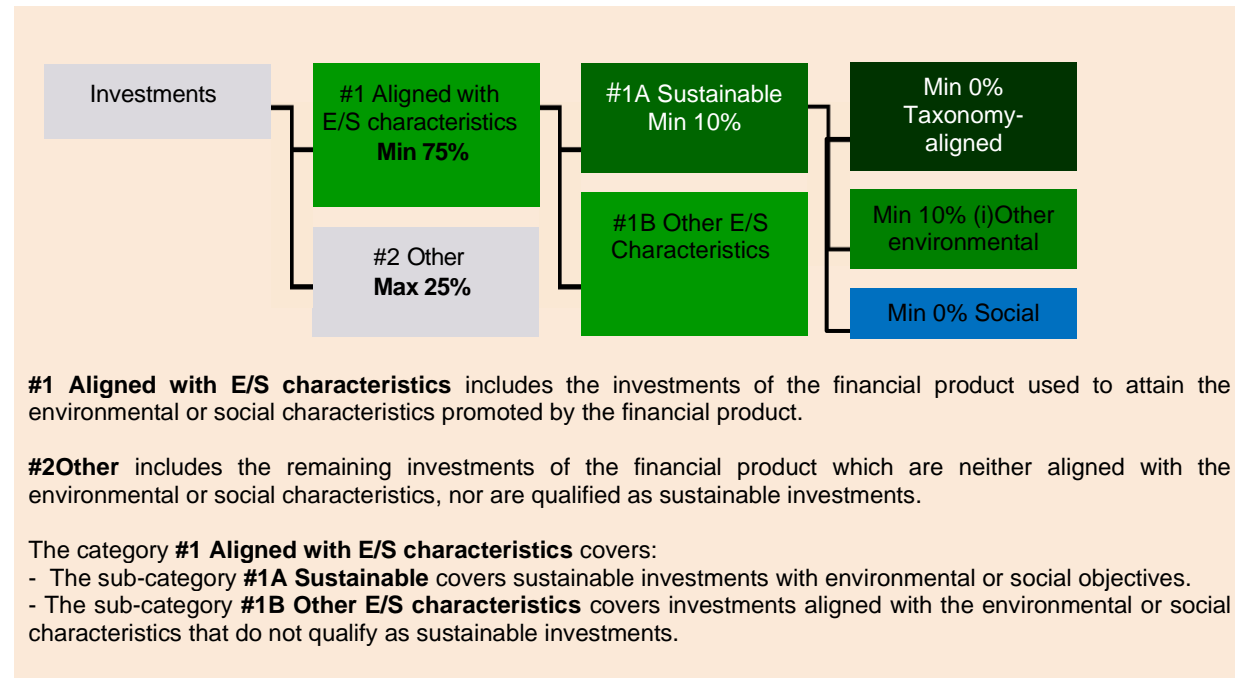 Investments
#1 Aligned with
E/S characteristics
Min 75%
#2 Other
Max 25%
#1A Sustainable
Min 10%
#1B Other E/S
Characteristics
Min 0%
Taxonomy-
aligned
Min 10% (i)Other
environmental
Min 0% Social
#1 Aligned with E/S characteristics includes the investments of the financial product used to attain the
environmental or social characteristics promoted by the financial product.
#2Other includes the remaining investments of the financial product which are neither aligned with the
environmental or social characteristics, nor are qualified as sustainable investments.
The category #1 Aligned with E/S characteristics covers:
- The sub-category #1A Sustainable covers sustainable investments with environmental or social objectives.
- The sub-category #1B Other E/S characteristics covers investments aligned with the environmental or social
characteristics that do not qualify as sustainable investments.